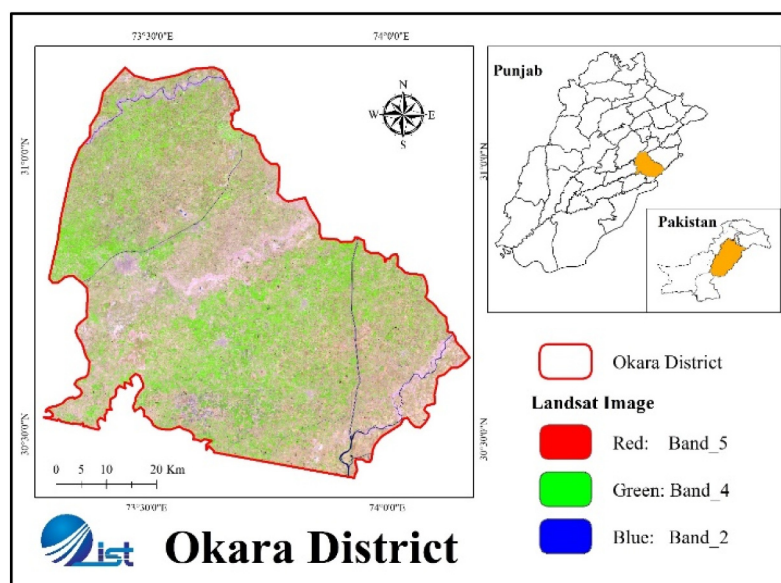 73°30'0"E 74°0'0"E
31°0'0"N
30°30'0"N
N
W E
S
0 5 10 20 Km
73°30'0"E 74°0'0"E
31°0'0"N
30°30'0"N
Punjab
Pakistan
Okara District
Landsat Image
Red: Band_5
Green: Band_4
Blue: Band_2
ist
Okara District